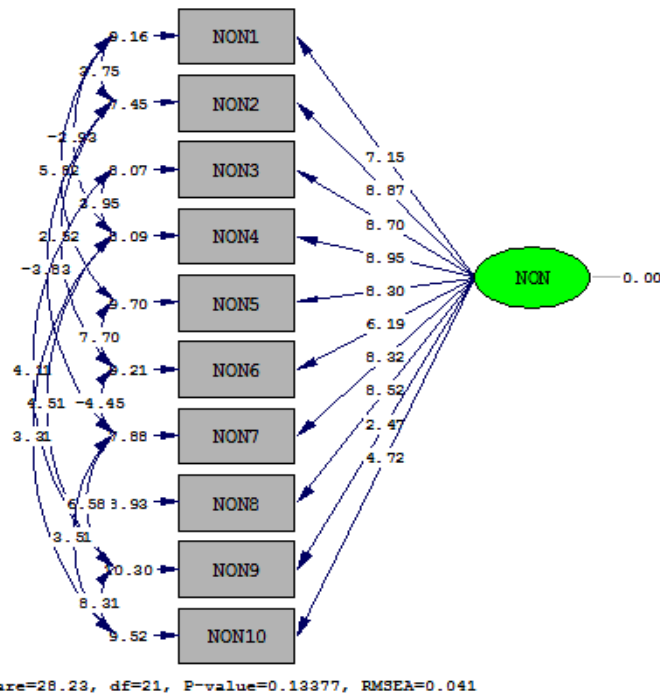 9.16 NON1
3.75
7.45 NON2
-2.93
7.15
5.82 8.07 NON3
8.87
3.95
8.70
2.52 8.09 NON4
8.95
-3.83
8.30
NON
0.00
9.70 NON5
7.70
6.19
4.11 9.21 NON6
8.32
4.51 -4.45
8.52
3.31 7.88 NON7
2.47
4.72
6.58 NON8
3.51
10.30 NON9
8.31
9.52 NON10
are=28.23, df=21, P-value=0.13377, RMSEA=0.041